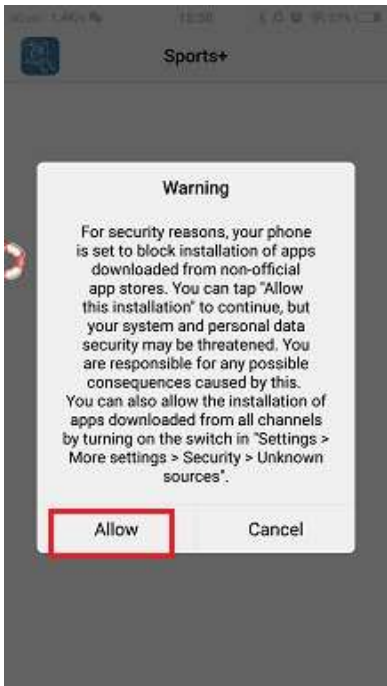 Sports+
Warning
For security reasons, your phone
is set to block installation of apps
downloaded from non-official
app stores. You can tap "Allow
this installation" to continue, but
your system and personal data
security may be threatened. You
are responsible for any possible
consequences caused by this.
You can also allow the installation of
apps downloaded from all channels
by turning on the switch in "Settings >
More settings > Security > Unknown
sources".
Allow Cancel